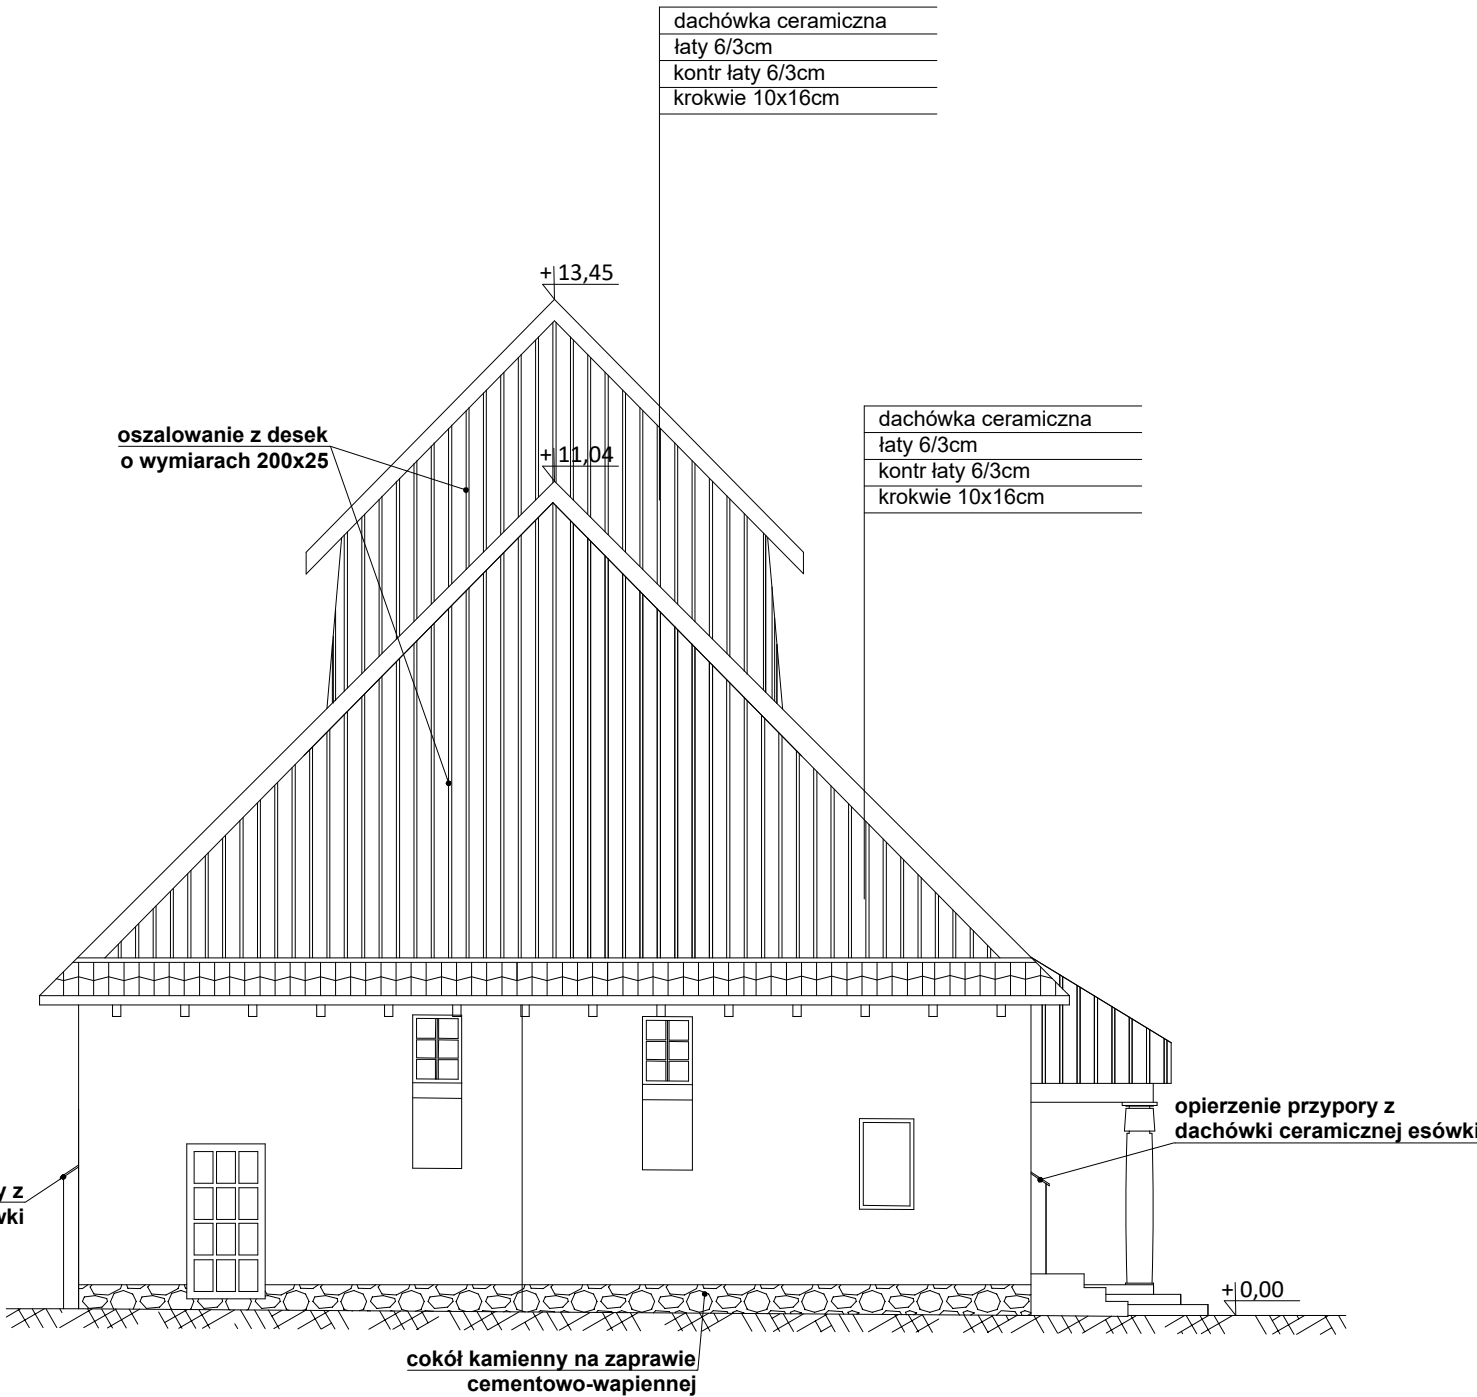 dachówka ceramiczna
łaty 6/3cm
kontr łaty 6/3cm
krokwie 10x16cm
+ 13,45
oszalowanie z desek
o wymiarach 200x25
+ 11,04
dachówka ceramiczna
łaty 6/3cm
kontr łaty 6/3cm
krokwie 10x16cm
opierzenie przypory z
dachówki ceramicznej esówki
z
wki
+ 0,00
cokół kamienny na zaprawie
cementowo-wapiennej